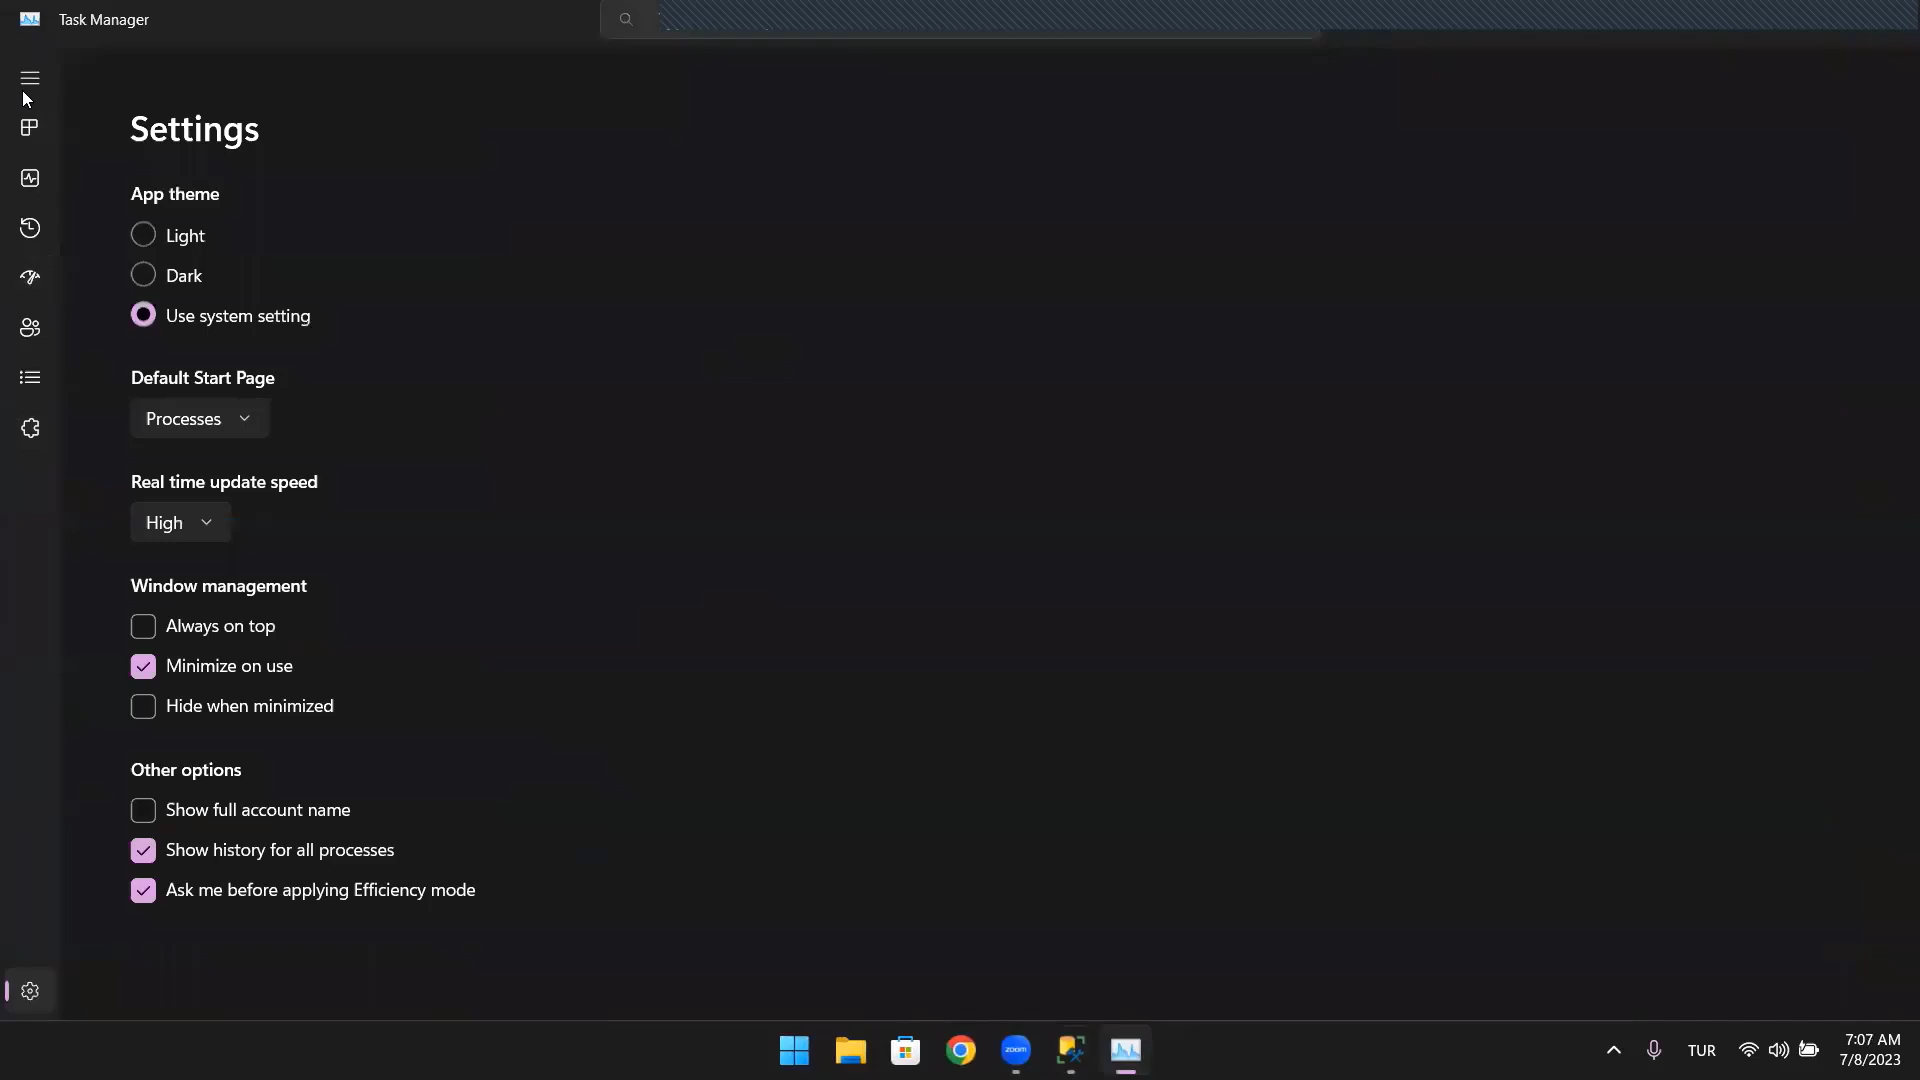 Task Manager
Settings
App theme
Light
Dark
Use system setting
Default Start Page
Processes
Real time update speed
High
Window management
Always on top
Minimize on use
Hide when minimized
Other options
Show full account name
Show history for all processes
Ask me before applying Efficiency mode
zoom
TUR
7:07 AM
7/8/2023